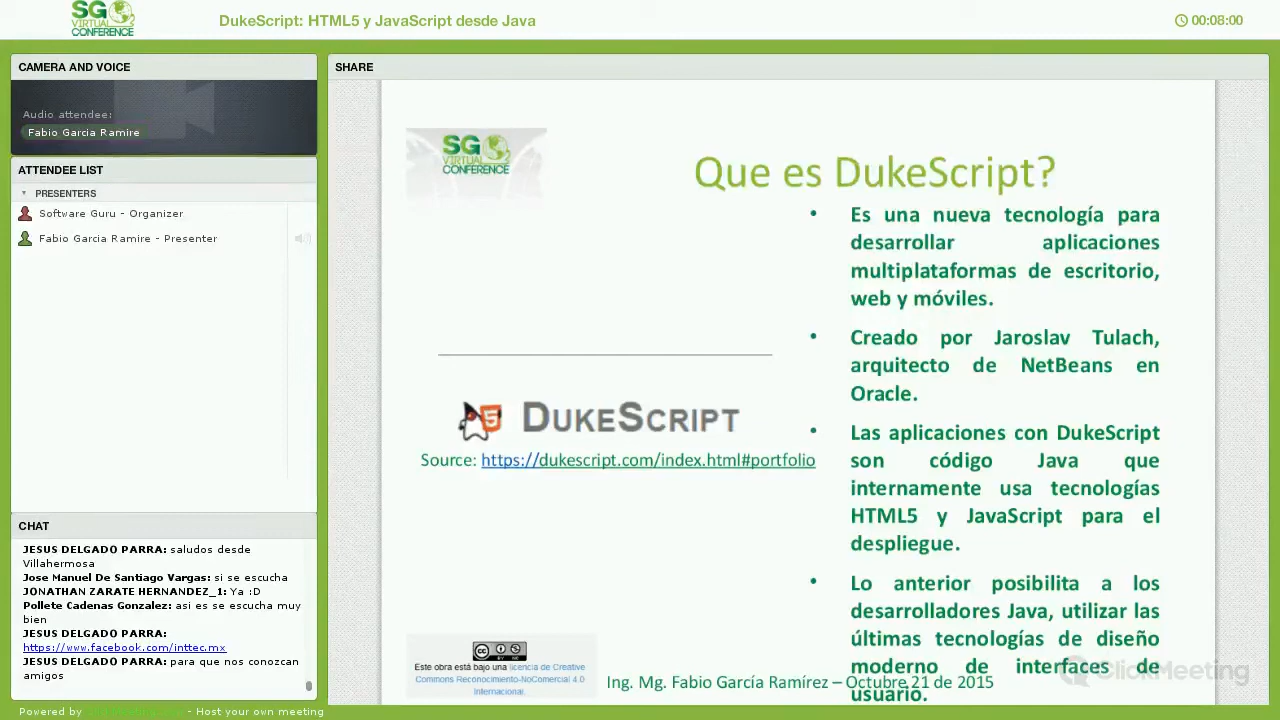 SG
VIRTUAL
CONFERENCE
DukeScript: HTML5 y JavaScript desde Java
00:08:00
CAMERA AND VOICE
Audio attendee:
Fabio Garcia Ramire
ATTENDEE LIST
PRESENTERS
Software Guru - Organizer
Fabio Garcia Ramire - Presenter
CHAT
JESUS DELGADO PARRA: saludos desde
Villahermosa
Jose Manuel De Santiago Vargas: si se escucha
JONATHAN ZARATE HERNANDEZ_1: Ya :D
Pollete Cadenas Gonzalez: asi es se escucha muy
bien
JESUS DELGADO PARRA:
https://www.facebook.com/inttec.mx
JESUS DELGADO PARRA: para que nos conozcan
amigos
Powered by
- Host your own meeting
SHARE
SG
VIRTUAL
CONFERENCE
Que es DukeScript?
• Es una nueva tecnología para
desarrollar aplicaciones
multiplataformas de escritorio,
web y móviles.
• Creado por Jaroslav Tulach,
arquitecto de NetBeans en
Oracle.
• Las aplicaciones con DukeScript
son código Java que
internamente usa tecnologías
HTML5 y JavaScript para el
despliegue.
• Lo anterior posibilita a los
desarrolladores Java, utilizar las
últimas tecnologías de diseño
moderno de interfaces de
usuario.
5 DUKESCRIPT
Source: https://dukescript.com/index.html#portfolio
Este obra está bajo una licencia de Creative
Commons Reconocimiento-NoComercial 4.0
Internacional.
Ing. Mg. Fabio García Ramírez – Octubre 21 de 2015
ClickMeeting